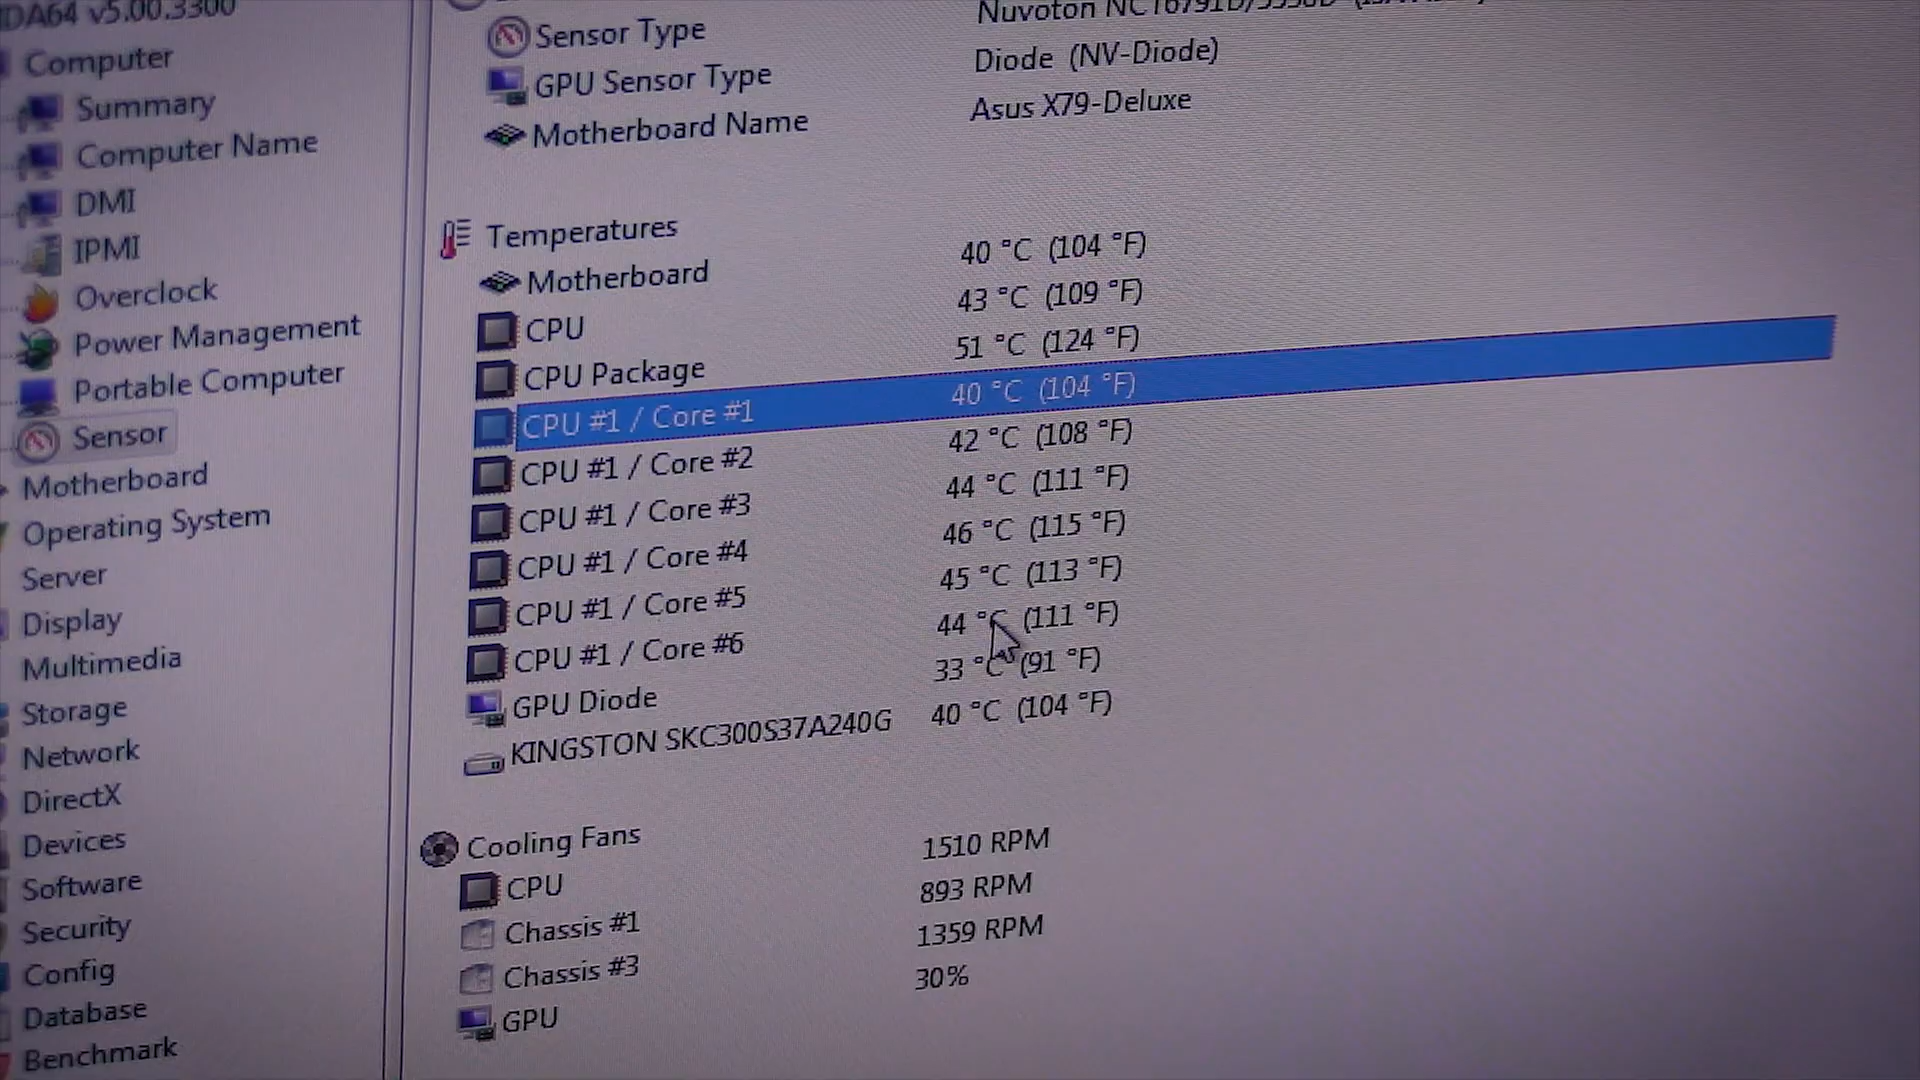 DA64 v5.00.3300
Computer
Summary
Computer Name
DMI
IPMI
Overclock
Power Management
Portable Computer
Sensor
Motherboard
Operating System
Server
Display
Multimedia
Storage
Network
DirectX
Devices
Software
Security
Config
Database
Benchmark
Sensor Type Nuvoton
GPU Sensor Type Diode (NV-Diode)
Motherboard Name Asus X79-Deluxe
Temperatures
Motherboard 40 °C (104 °F)
CPU 43 °C (109 °F)
CPU Package 51 °C (124 °F)
CPU #1 / Core #1 40 °C (104 °F)
CPU #1 / Core #2 42 °C (108 °F)
CPU #1 / Core #3 44 °C (111 °F)
CPU #1 / Core #4 46 °C (115 °F)
CPU #1 / Core #5 45 °C (113 °F)
CPU #1 / Core #6 44 °C (111 °F)
GPU Diode 33 °C (91 °F)
KINGSTON SKC300S37A240G 40 °C (104 °F)
Cooling Fans
CPU 1510 RPM
Chassis #1 893 RPM
Chassis #3 1359 RPM
GPU 30%